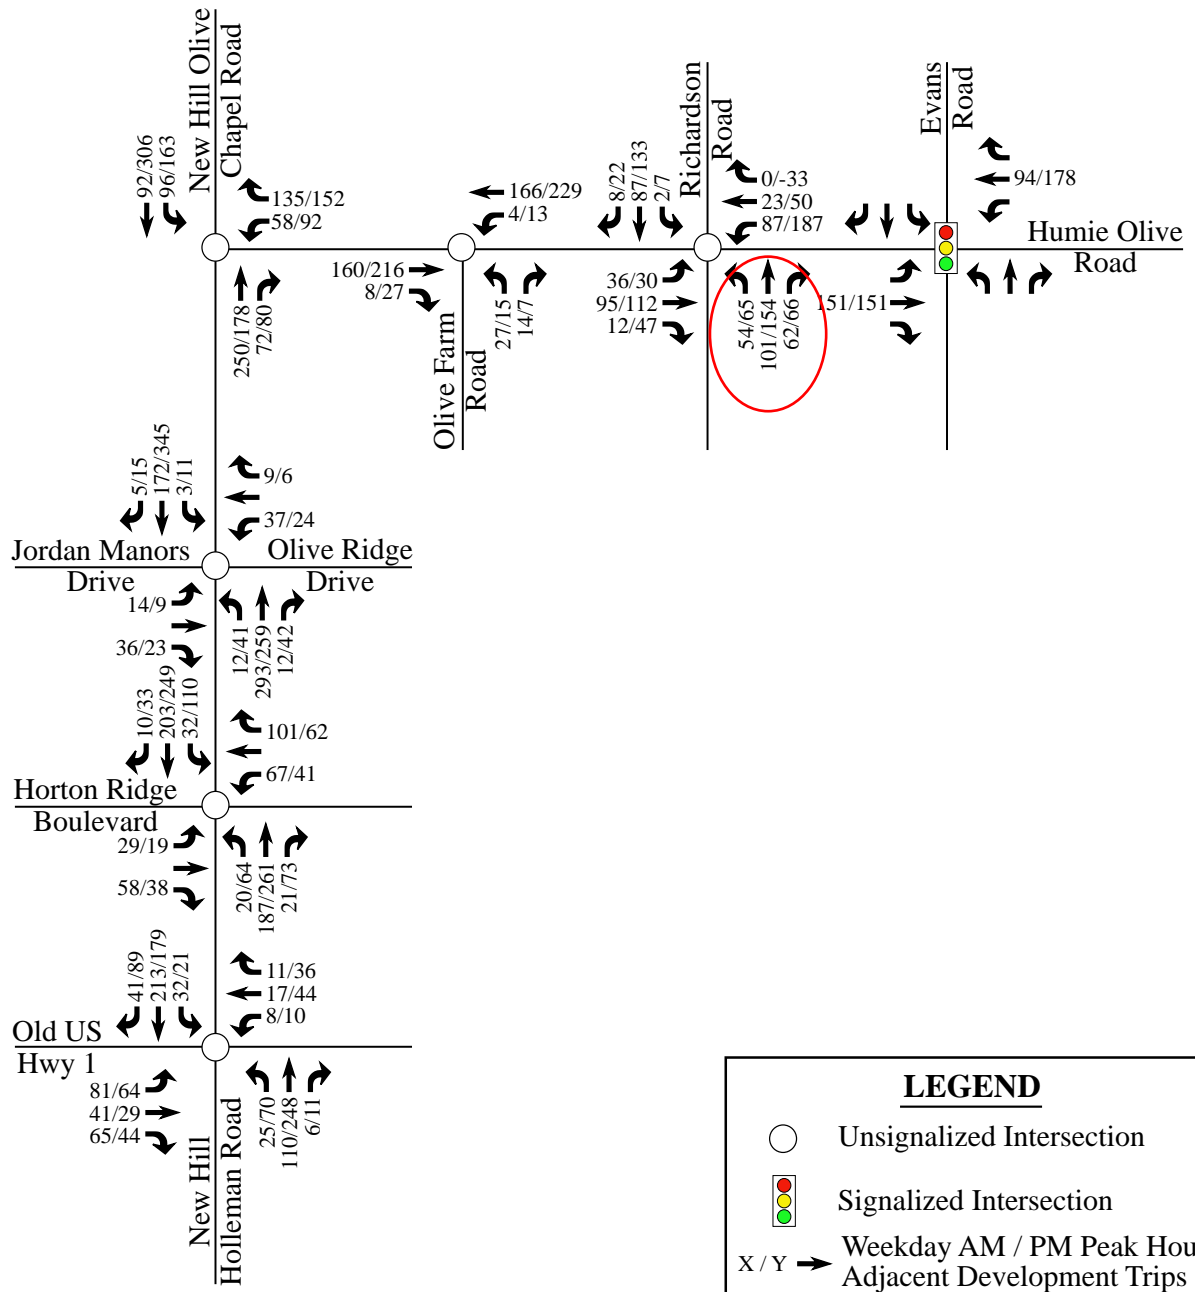 New Hill Olive
Chapel Road
92/306
96/163
135/152
58/92
250/178
72/80
166/229
4/13
160/216
8/27
27/15
14/7
Olive Farm
Road
Richardson
Road
8/22
87/133
2/7
0/-33
23/50
87/187
36/30
95/112
12/47
54/65
101/154
62/66
Evans
Road
94/178
151/151
Humie Olive
Road
5/15
172/345
3/11
9/6
37/24
Jordan Manors
Drive
Olive Ridge
Drive
14/9
36/23
12/41
293/259
12/42
10/33
203/249
32/110
101/62
67/41
Horton Ridge
Boulevard
29/19
58/38
20/64
187/261
21/73
41/89
213/179
32/21
11/36
17/44
8/10
Old US
Hwy 1
81/64
41/29
65/44
25/70
110/248
6/11
New Hill
Holleman Road
LEGEND
Unsignalized Intersection
Signalized Intersection
X / Y
Weekday AM / PM Peak Hou
Adjacent Development Trips